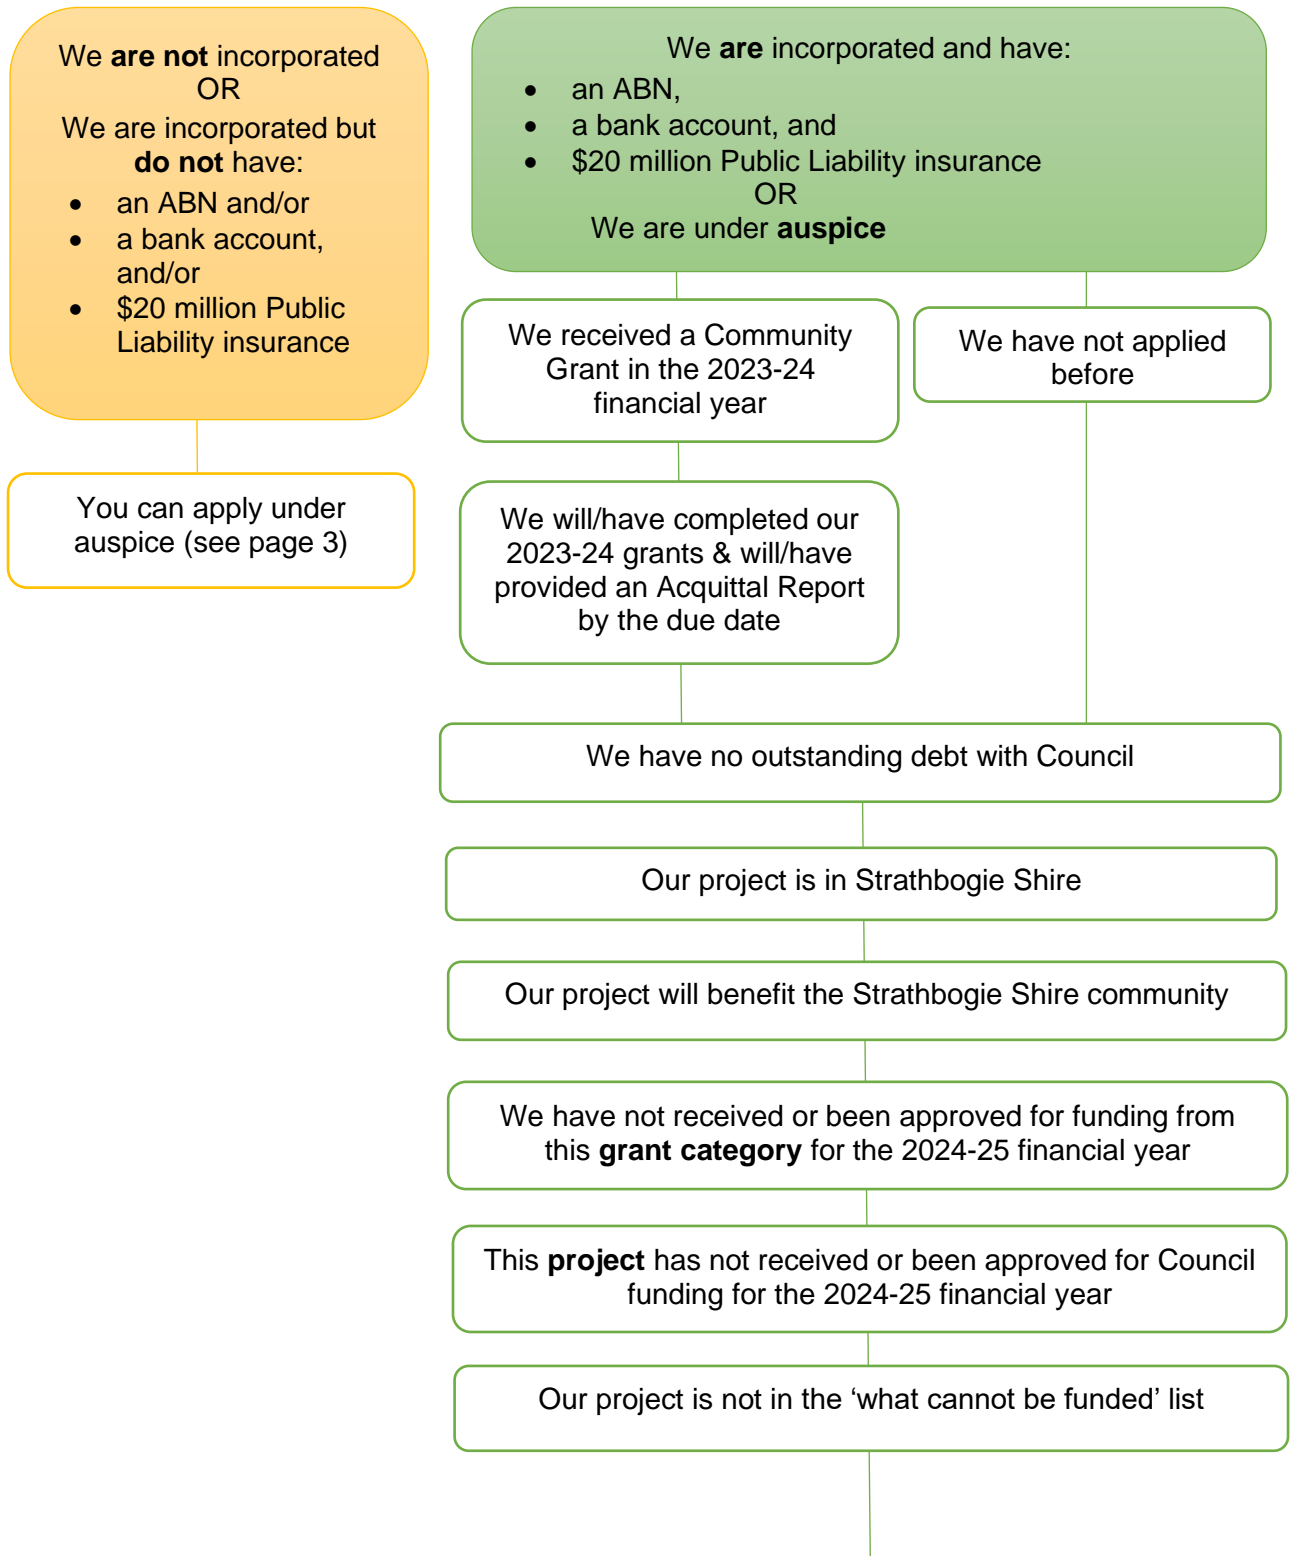 We are not incorporated
OR
We are incorporated but
do not have:
• an ABN and/or
• a bank account,
and/or
• $20 million Public
Liability insurance
You can apply under
auspice (see page 3)
We are incorporated and have:
• an ABN,
• a bank account, and
• $20 million Public Liability insurance
OR
We are under auspice
We received a Community
Grant in the 2023-24
financial year
We have not applied
before
We will/have completed our
2023-24 grants & will/have
provided an Acquittal Report
by the due date
We have no outstanding debt with Council
Our project is in Strathbogie Shire
Our project will benefit the Strathbogie Shire community
We have not received or been approved for funding from
this grant category for the 2024-25 financial year
This project has not received or been approved for Council
funding for the 2024-25 financial year
Our project is not in the ‘what cannot be funded’ list